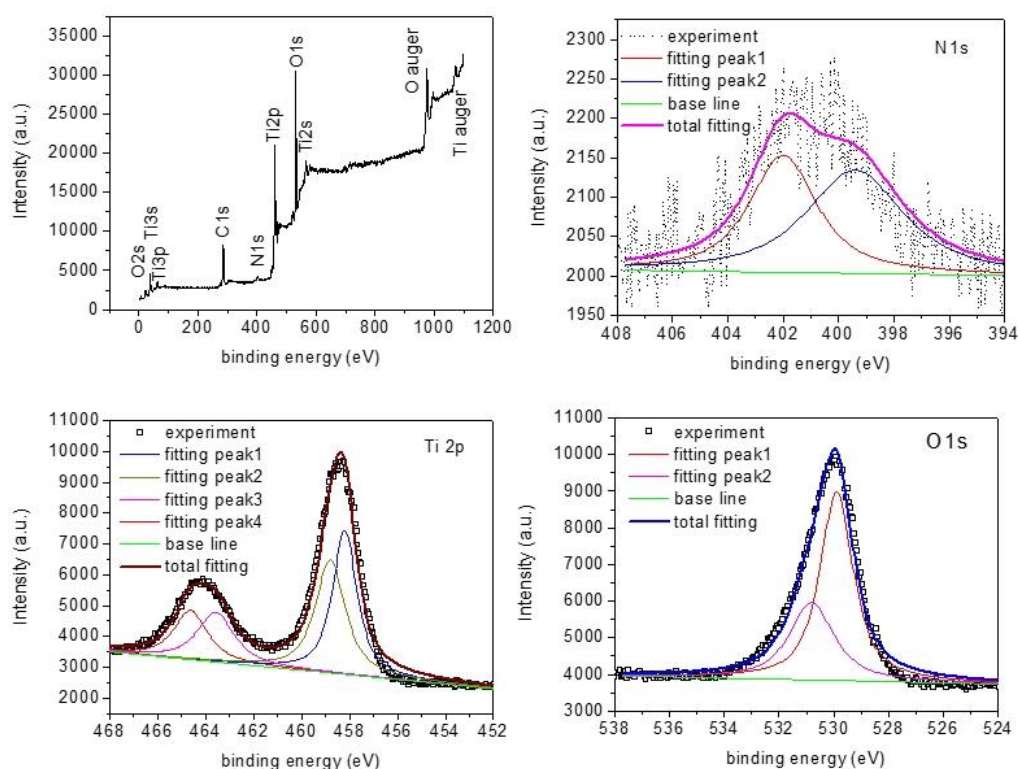 35000
30000
25000
20000
15000
10000
5000
0
Intensity (a.u.)
O2s
Ti3s
Ti3p
C1s
N1s
Ti2p
O1s
Ti2s
O auger
Ti auger
0 200 400 600 800 1000 1200
binding energy (eV)
2300
2250
2200
2150
2100
2050
2000
1950
Intensity (a.u.)
experiment
fitting peak1
fitting peak2
base line
total fitting
N1s
408 406 404 402 400 398 396 394
binding energy (eV)
11000
10000
9000
8000
7000
6000
5000
4000
3000
2000
Intensity (a.u.)
experiment
fitting peak1
fitting peak2
fitting peak3
fitting peak4
base line
total fitting
Ti 2p
468 466 464 462 460 458 456 454 452
binding energy (eV)
11000
10000
9000
8000
7000
6000
5000
4000
3000
Intensity (a.u.)
experiment
fitting peak1
fitting peak2
base line
total fitting
O1s
538 536 534 532 530 528 526 524
binding energy (eV)